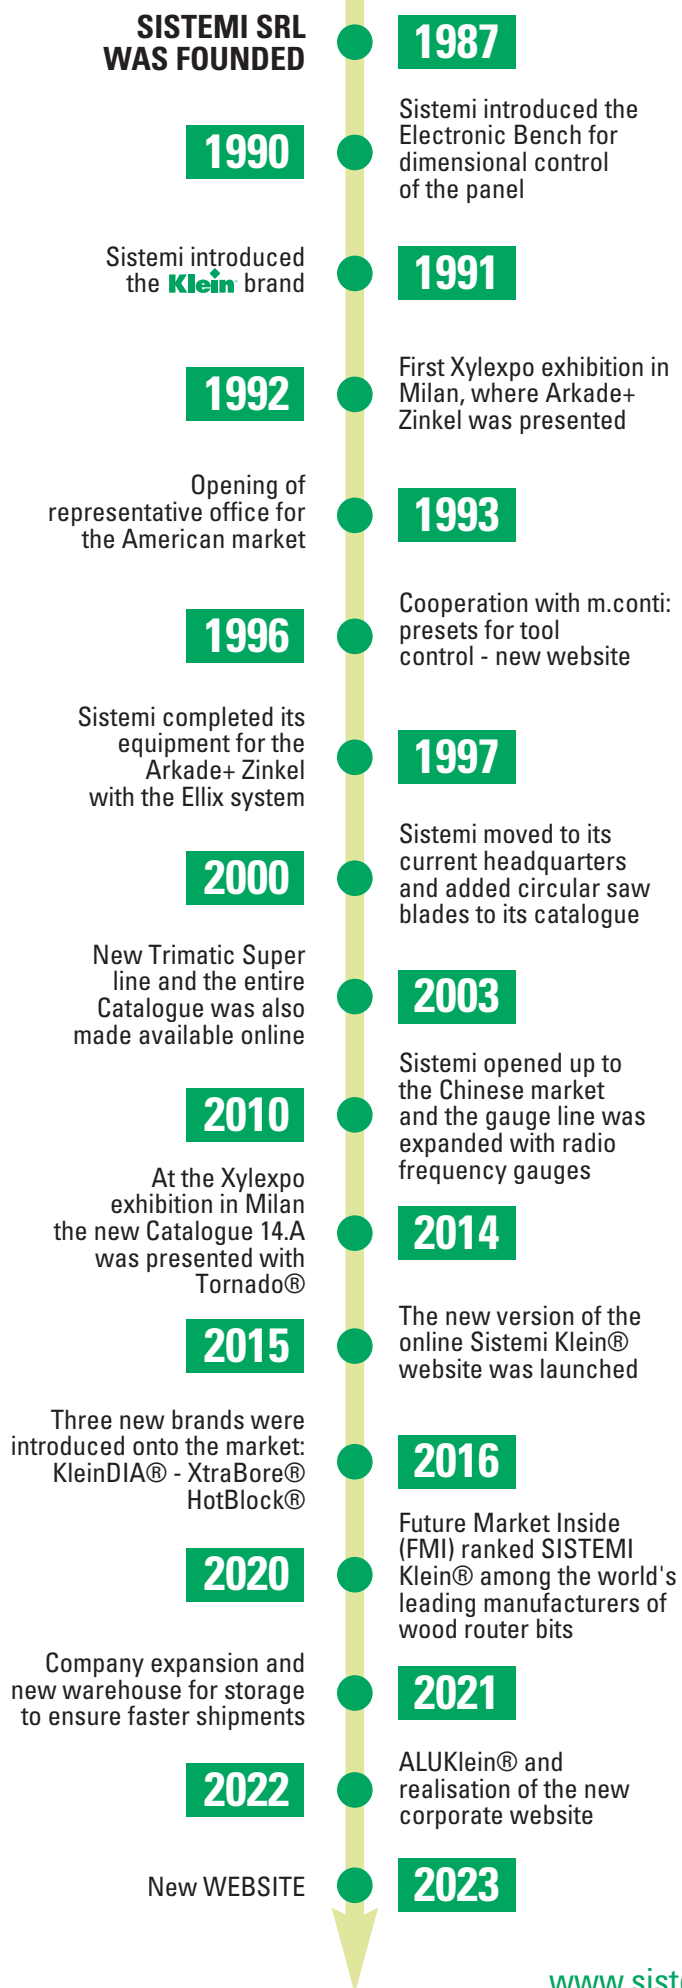 SISTEMI SRL
WAS FOUNDED
1987
1990
Sistemi introduced the
Electronic Bench for
dimensional control
of the panel
Sistemi introduced
the Klein brand
1991
1992
First Xylexpo exhibition in
Milan, where Arkade+
Zinkel was presented
Opening of
representative office for
the American market
1993
1996
Cooperation with m.conti:
presets for tool
control - new website
Sistemi completed its
equipment for the
Arkade+ Zinkel
with the Ellix system
1997
2000
Sistemi moved to its
current headquarters
and added circular saw
blades to its catalogue
New Trimatic Super
line and the entire
Catalogue was also
made available online
2003
2010
Sistemi opened up to
the Chinese market
and the gauge line was
expanded with radio
frequency gauges
At the Xylexpo
exhibition in Milan
the new Catalogue 14.A
was presented with
Tornado®
2014
2015
The new version of the
online Sistemi Klein®
website was launched
Three new brands were
introduced onto the market:
KleinDIA® - XtraBore®
HotBlock®
2016
2020
Future Market Inside
(FMI) ranked SISTEMI
Klein® among the world's
leading manufacturers of
wood router bits
Company expansion and
new warehouse for storage
to ensure faster shipments
2021
2022
ALUKlein® and
realisation of the new
corporate website
New WEBSITE
2023